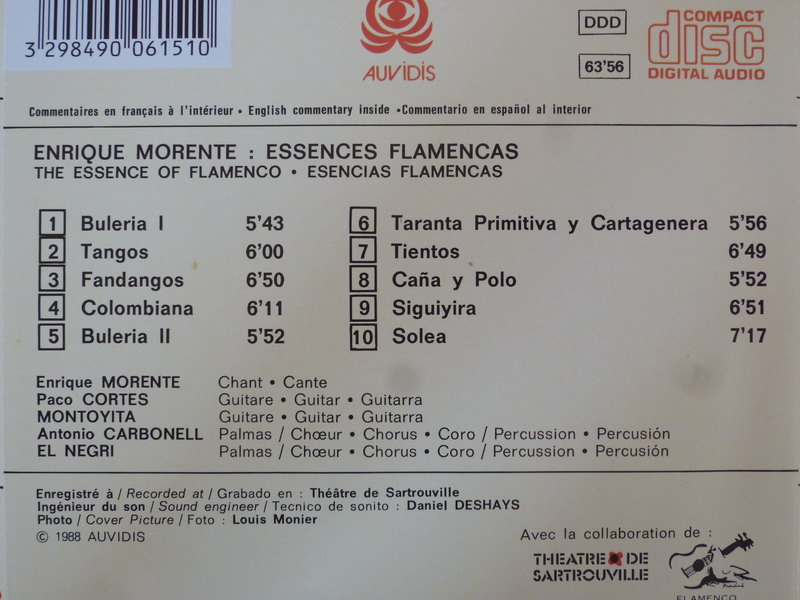 3 298490 061510
AUVIDIS
DDD
63'56
COMPACT
disc
DIGITAL AUDIO
Commentaires en français à l'intérieur • English commentary inside • Commentario en español al interior
ENRIQUE MORENTE : ESSENCES FLAMENCAS
THE ESSENCE OF FLAMENCO • ESENCIAS FLAMENCAS
1 Buleria I 5'43
2 Tangos 6'00
3 Fandangos 6'50
4 Colombiana 6'11
5 Buleria II 5'52
6 Taranta Primitiva y Cartagenera 5'56
7 Tientos 6'49
8 Caña y Polo 5'52
9 Siguiyira 6'51
10 Solea 7'17
Enrique MORENTE Chant • Cante
Paco CORTES Guitare • Guitar • Guitarra
MONTOYITA Guitare • Guitar • Guitarra
Antonio CARBONELL Palmas / Chœur • Chorus • Coro / Percussion • Percusión
EL NEGRI Palmas / Chœur • Chorus • Coro / Percussion • Percusión
Enregistré à / Recorded at / Grabado en : Théâtre de Sartrouville
Ingénieur du son / Sound engineer / Tecnico de sonito : Daniel DESHAYS
Photo / Cover Picture / Foto : Louis Monier
© 1988 AUVIDIS
Avec la collaboration de :
THEATRE DE
SARTROUVILLE
FLAMENCO